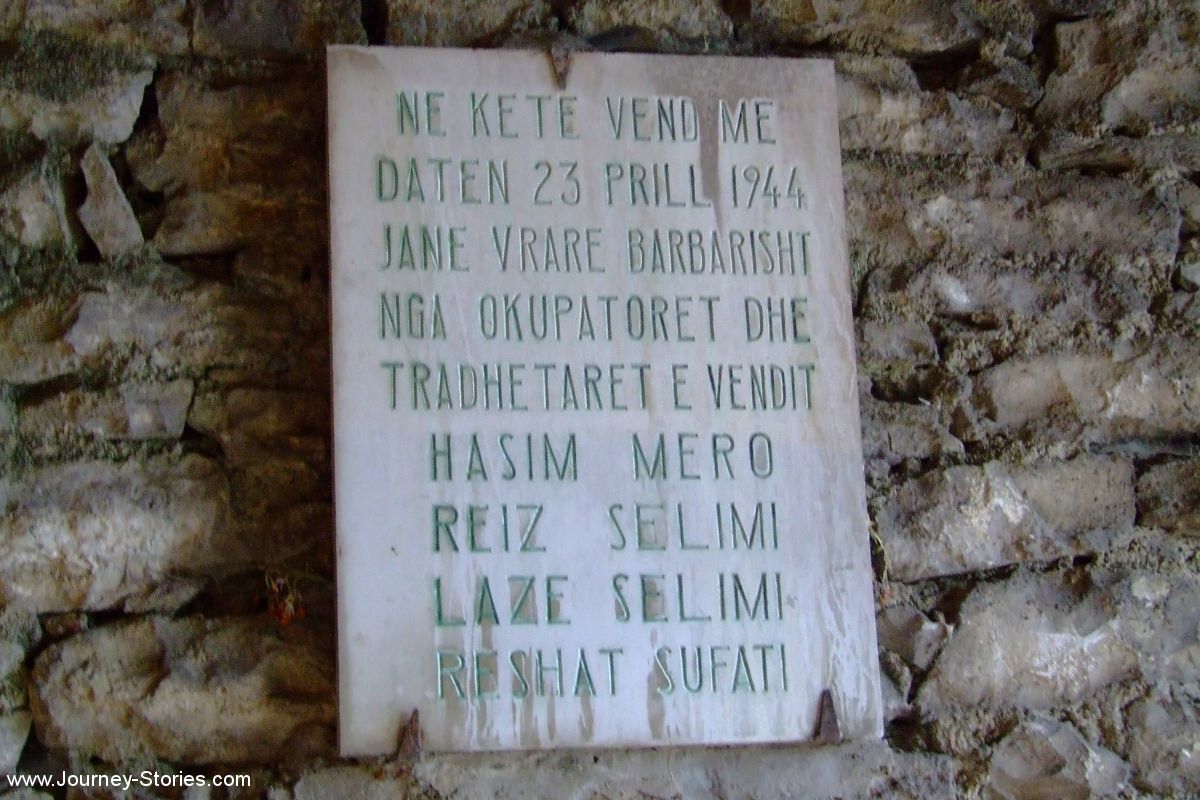 NE KETE VEND ME
DATEN 23 PRILL 1944
JANE VRARE BARBARISHT
NGA OKUPATORET DHE
TRADHETARET E VENDIT
HASIM MERO
REIZ SELIMI
LAZE SELIMI
RESHAT SUFATI
www.Journey-Stories.com